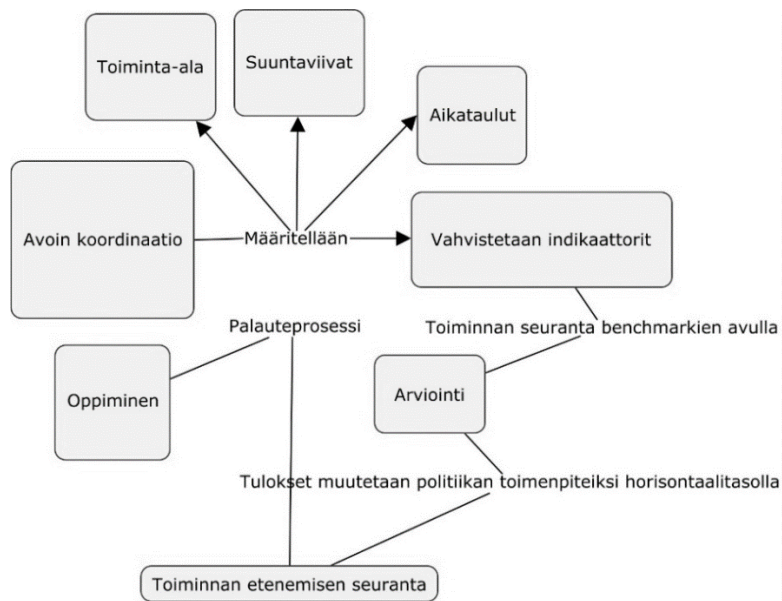 Toiminta-ala
Suuntaviivat
Aikataulut
Avoin koordinaatio
Määritellään
Vahvistetaan indikaattorit
Palauteprosessi
Toiminnan seuranta benchmarkien avulla
Oppiminen
Arviointi
Tulokset muutetaan politiikan toimenpiteiksi horisontaalitasolla
Toiminnan etenemisen seuranta